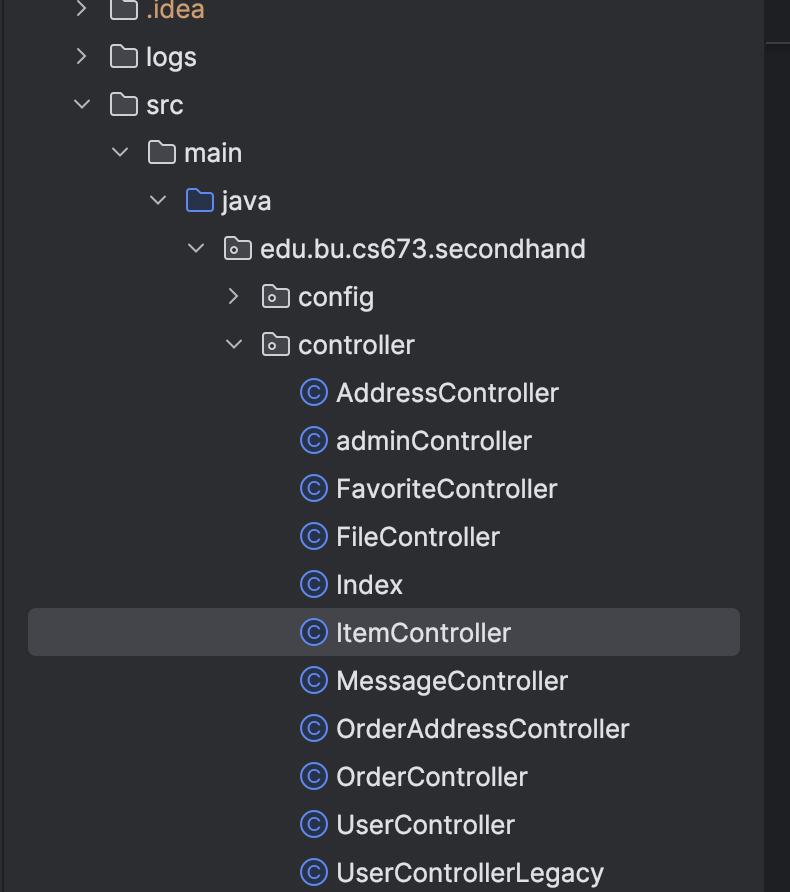 .idea
logs
src
main
java
edu.bu.cs673.secondhand
config
controller
AddressController
adminController
FavoriteController
FileController
Index
ItemController
MessageController
OrderAddressController
OrderController
UserController
UserControllerLegacy